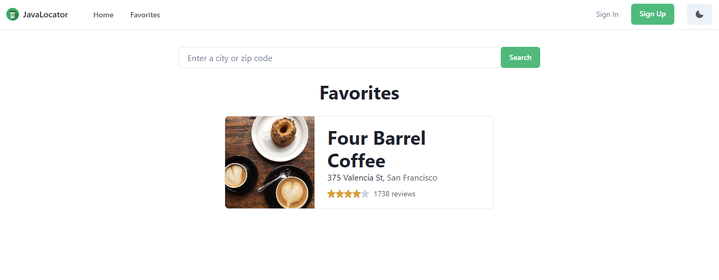 JavaLocator Home Favorites Sign In Sign Up
Enter a city or zip code Search
Favorites
Four Barrel
Coffee
375 Valencia St, San Francisco
1738 reviews